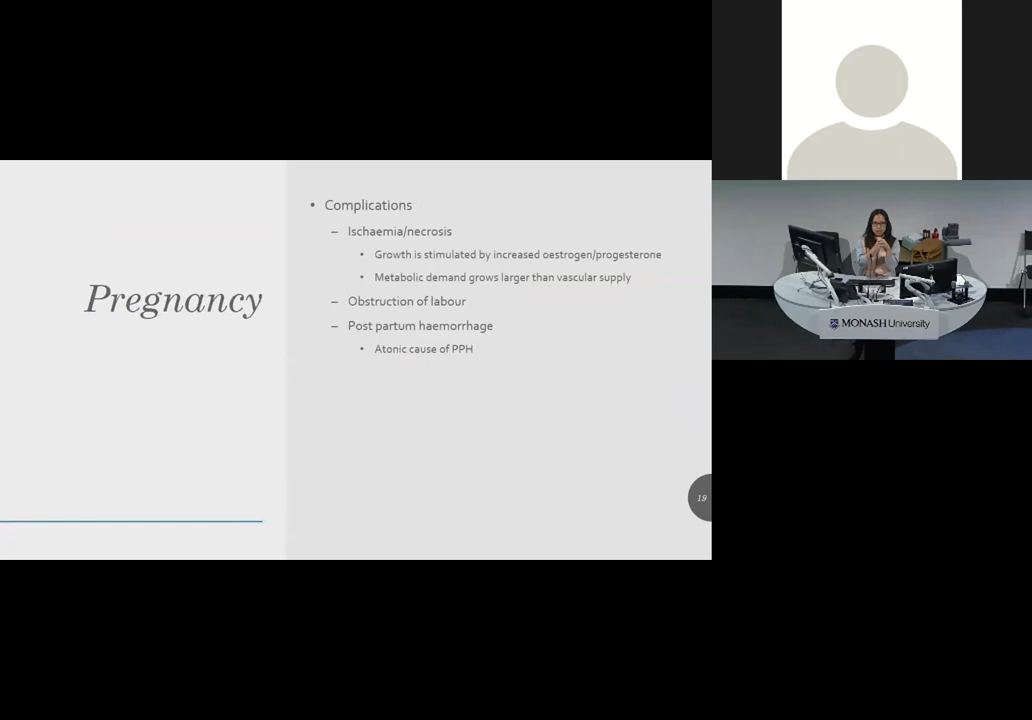 Pregnancy
• Complications
– Ischaemia/necrosis
• Growth is stimulated by increased oestrogen/progesterone
• Metabolic demand grows larger than vascular supply
– Obstruction of labour
– Post partum haemorrhage
• Atonic cause of PPH
19
MONASH University